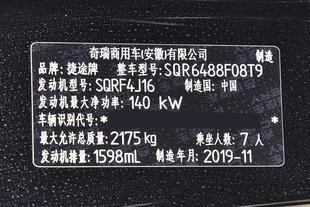 奇瑞商用车(安徽)有限公司 制造
品牌：捷途牌 整车型号：SQR6488F08T9
发动机型号：SQRF4J16 制造国：中国
发动机最大净功率：140 kW
车辆识别代号：* *
最大允许总质量：2175kg 乘坐人数：7人
发动机排量：1598mL 制造年月：2019-11